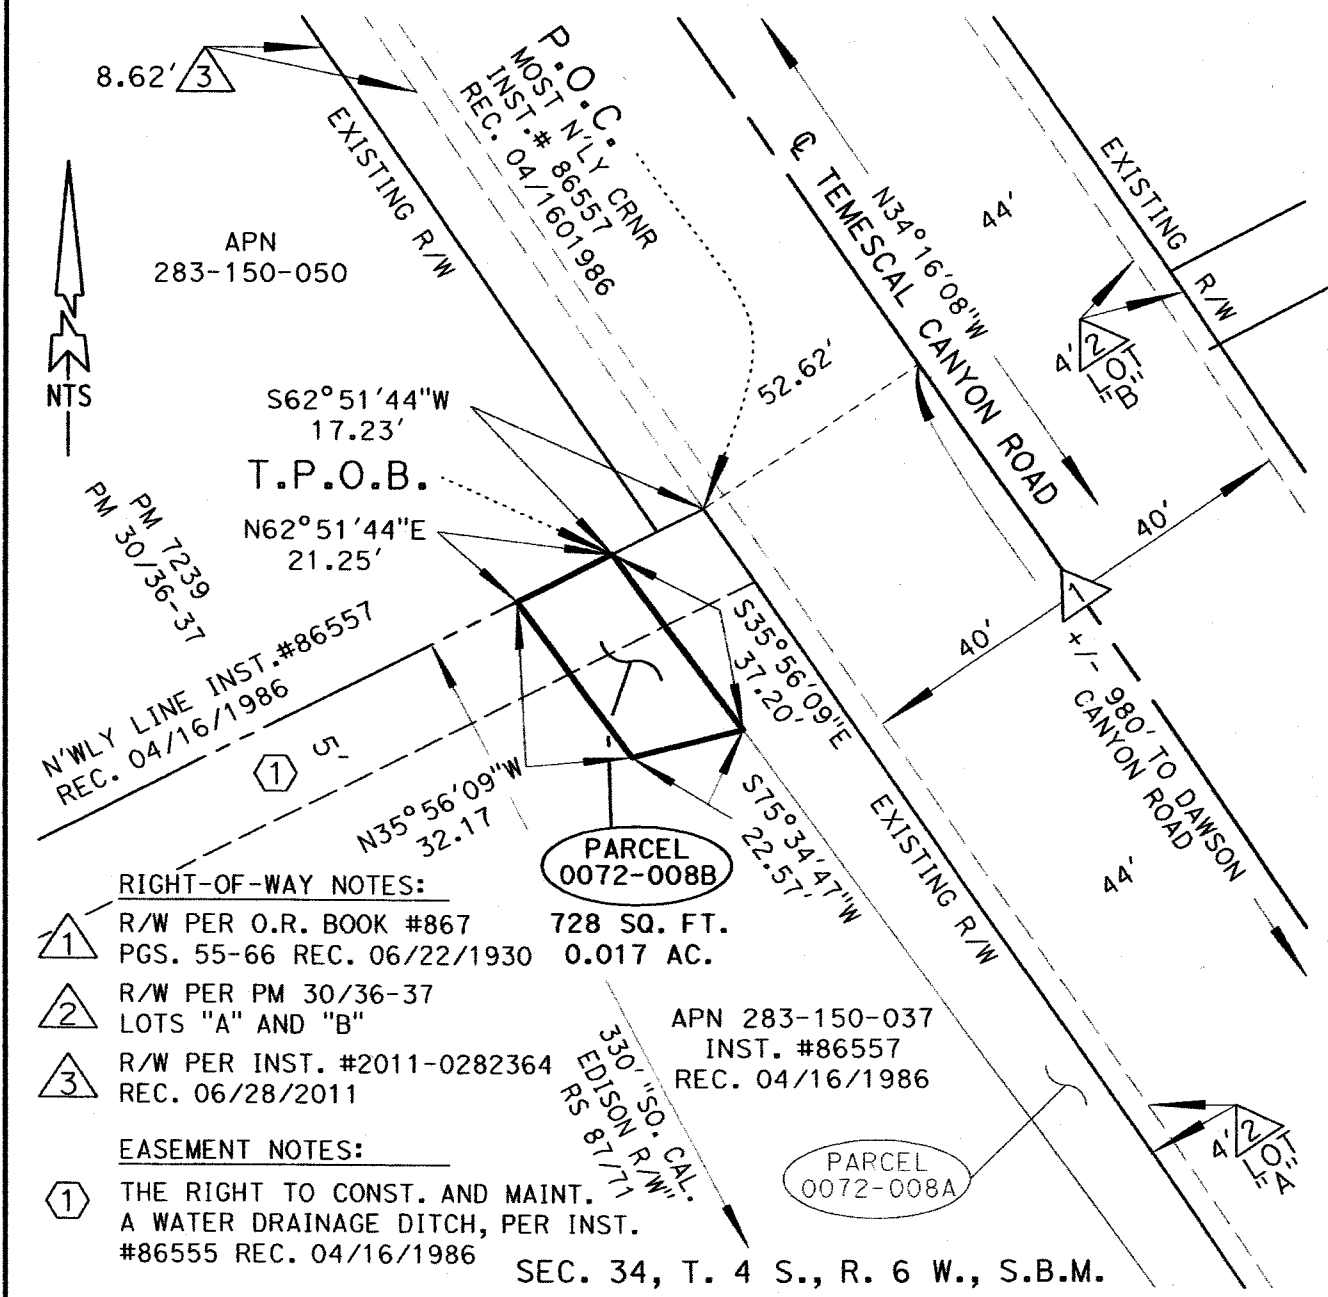 8.62' 3
EXISTING R/W
P.O.C.
MOST N'LY CRNR
INST.# 86557
REC. 04/1601986
℄ TEMESCAL CANYON ROAD
N34°16'08"W
44'
EXISTING
R/W
4' 2
LOT
"B"
APN
283-150-050
NTS
52.62'
S62°51'44"W
17.23'
T.P.O.B.
N62°51'44"E
21.25'
PM 7239
PM 30/36-37
40'
40'
1
+/- 980' TO DAWSON
CANYON ROAD
S35°56'09"E
37.20'
N'WLY LINE INST.#86557
REC. 04/16/1986
1
5'
N35°56'09"W
32.17
S75°34'47"W
22.57'
EXISTING R/W
44'
PARCEL
0072-008B
728 SQ. FT.
0.017 AC.
RIGHT-OF-WAY NOTES:
1 R/W PER O.R. BOOK #867
PGS. 55-66 REC. 06/22/1930
2 R/W PER PM 30/36-37
LOTS "A" AND "B"
3 R/W PER INST. #2011-0282364
REC. 06/28/2011
EASEMENT NOTES:
1 THE RIGHT TO CONST. AND MAINT.
A WATER DRAINAGE DITCH, PER INST.
#86555 REC. 04/16/1986
330' "SO. CAL.
EDISON R/W"
RS 87/71
APN 283-150-037
INST. #86557
REC. 04/16/1986
PARCEL
0072-008A
4' 2
LOT
"A"
SEC. 34, T. 4 S., R. 6 W., S.B.M.